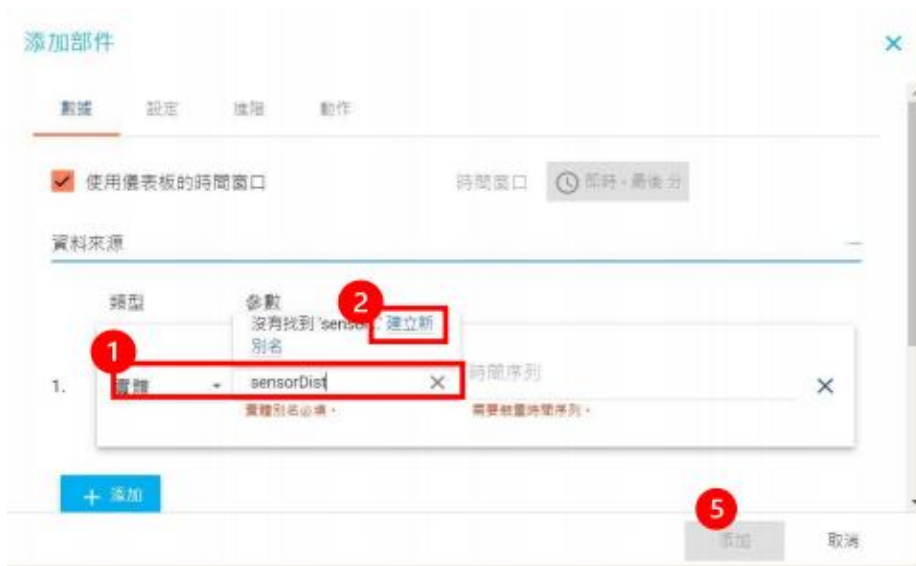 添加部件
數據 設定 進階 動作
使用儀表板的時間窗口 時間窗口 即時 - 最後 分
資料來源
類型 參數
2
沒有找到 'sensor 建立新
別名
1
1. 實體 sensorDist 時間序列
實體別名必填。 需要設置時間序列。
+ 添加
5
添加 取消